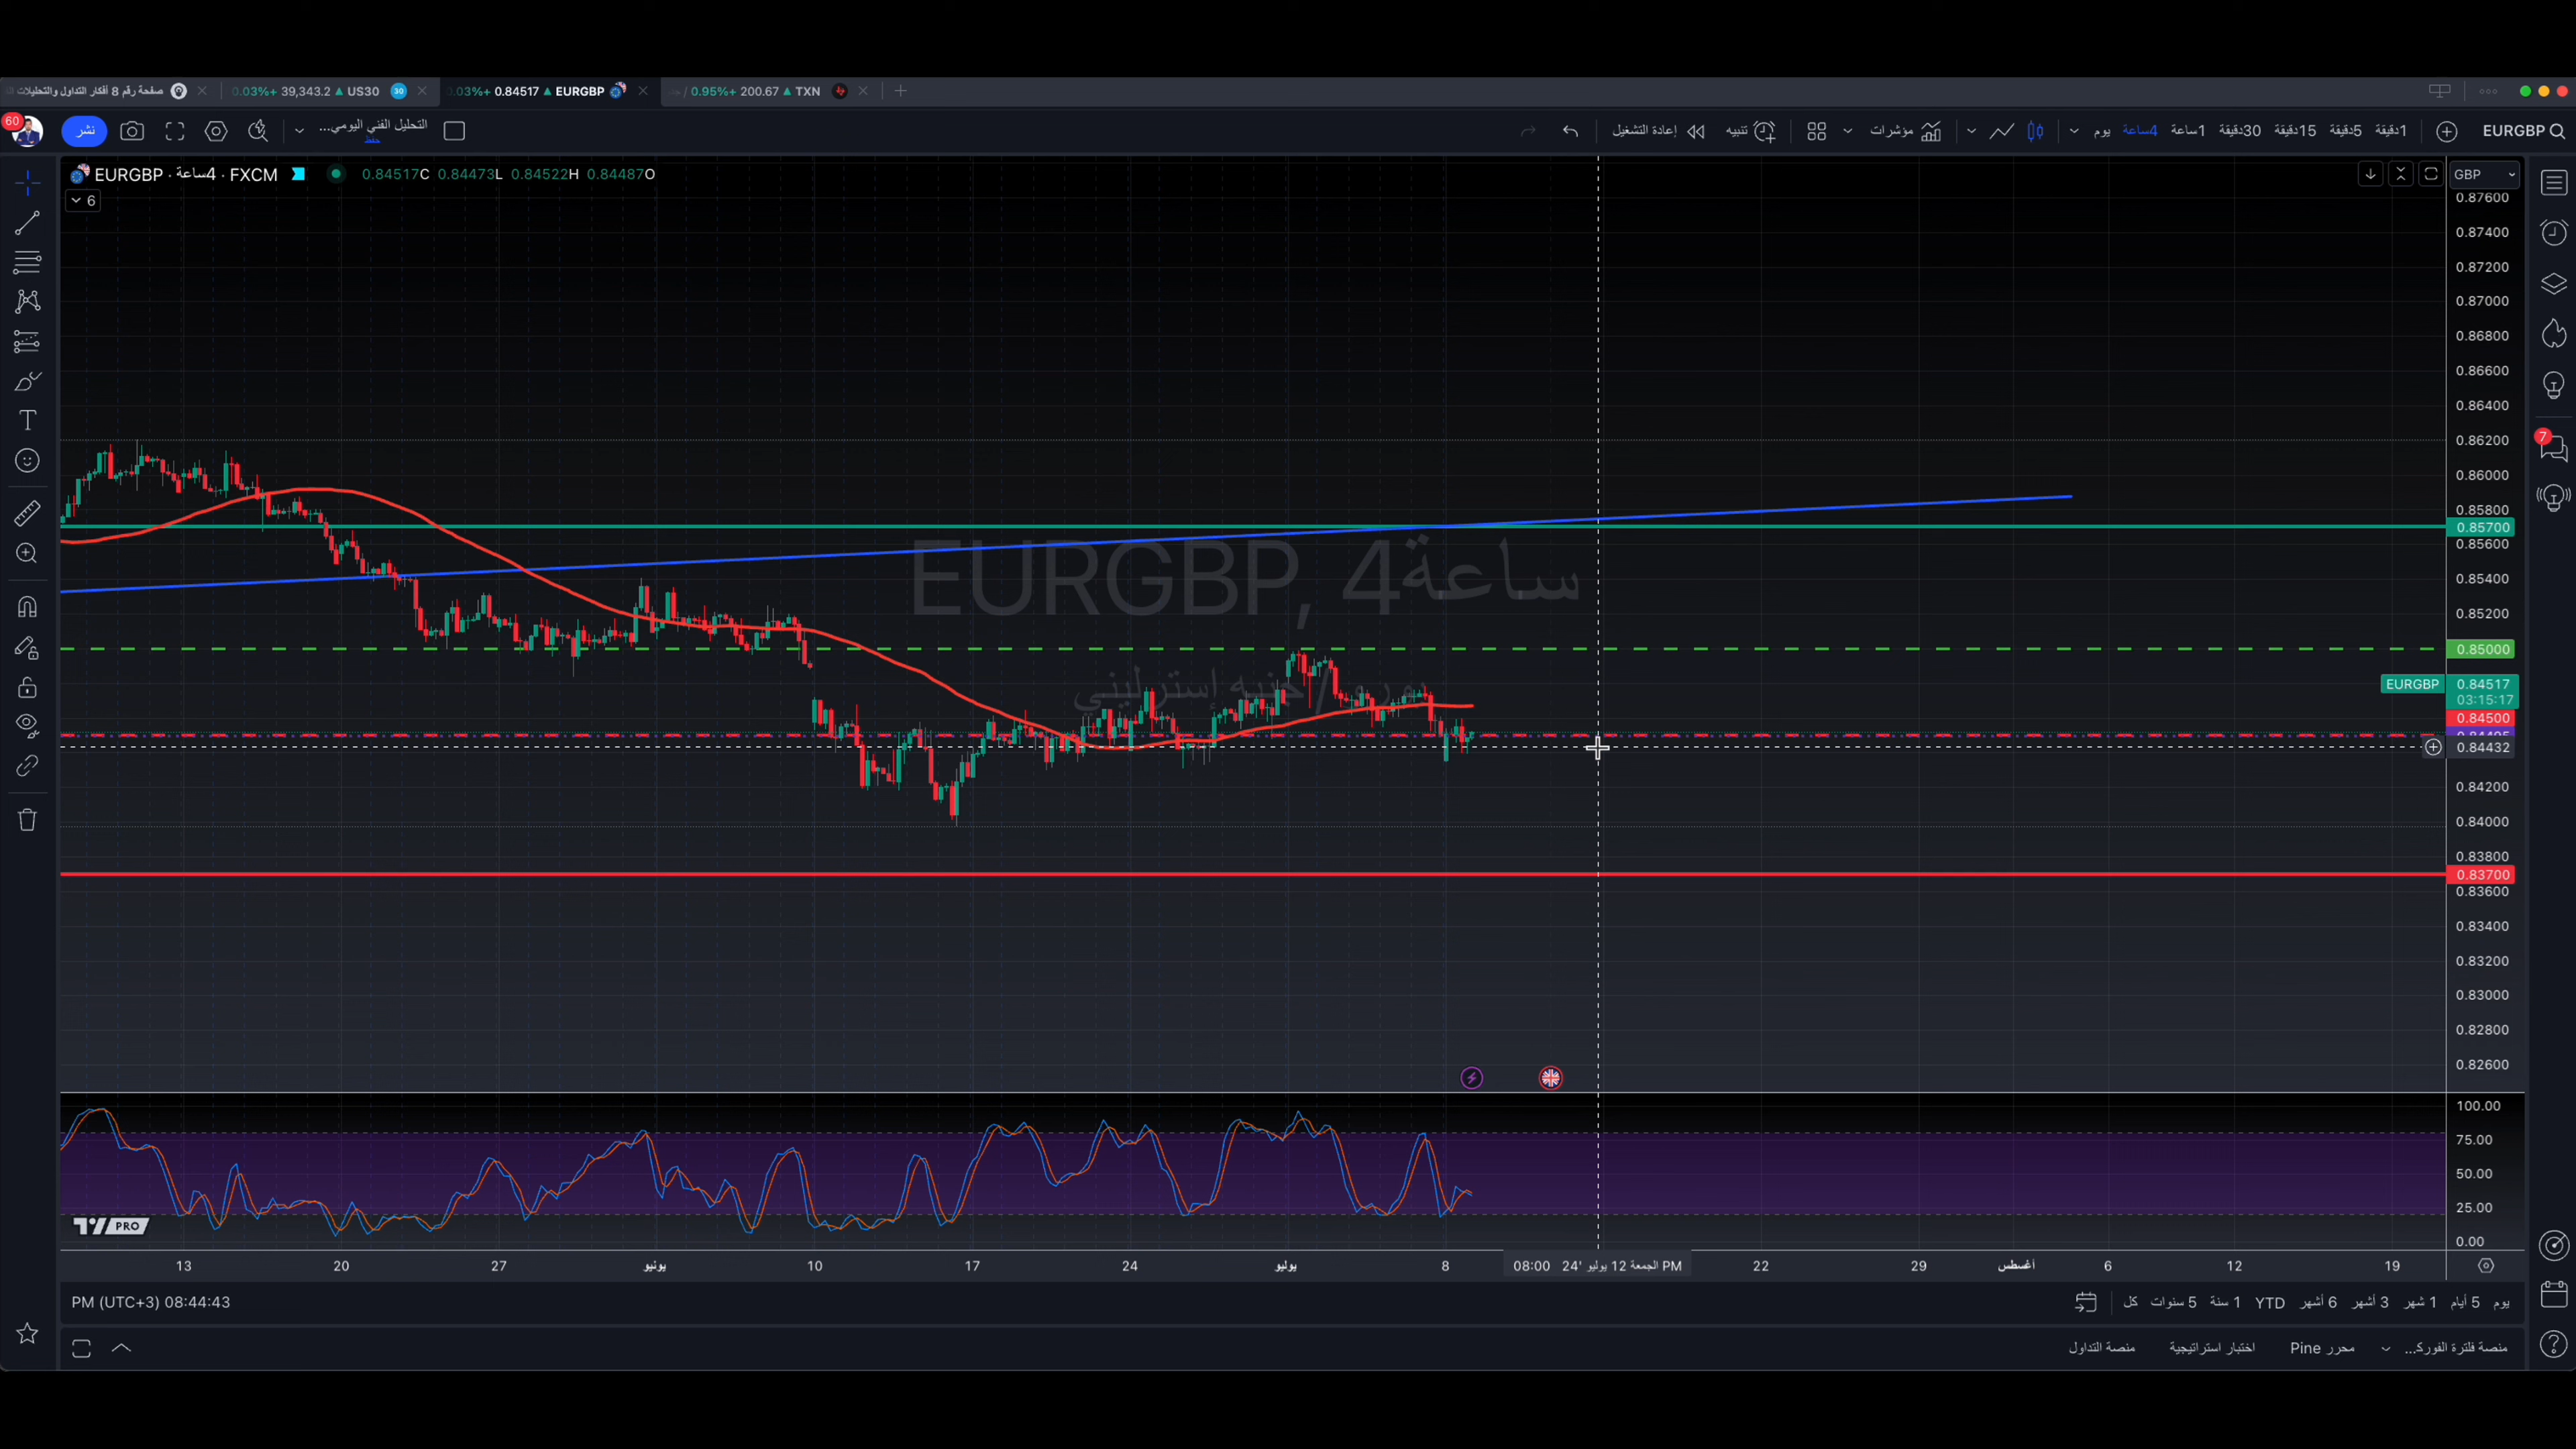 صفحة رقم 8 أفكار التداول والتحليلات
0.03%+ 39,343.2 ▲ US30
0.03%+ 0.84517 ▲ EURGBP
0.95%+ 200.67 ▲ TXN
60
نشر
التحليل الفني اليومي...
حفظ
إعادة التشغيل
تنبيه
مؤشرات
يوم
4ساعة
1ساعة
30دقيقة
15دقيقة
5دقيقة
1دقيقة
EURGBP
EURGBP · 4ساعة · FXCM
0.84517C 0.84473L 0.84522H 0.84487O
6
GBP
0.87600
0.87400
0.87200
0.87000
0.86800
0.86600
0.86400
0.86200
0.86000
0.85800
0.85700
0.85600
0.85400
0.85200
0.85000
EURGBP
0.84517
03:15:17
0.84500
0.84432
0.84200
0.84000
0.83800
0.83700
0.83600
0.83400
0.83200
0.83000
0.82800
0.82600
EURGBP, 4ساعة
يورو / جنيه إسترليني
7
100.00
75.00
50.00
25.00
0.00
PRO
13
20
27
يونيو
10
17
24
يوليو
8
08:00 24' الجمعة 12 يوليو PM
22
29
أغسطس
6
12
19
PM (UTC+3) 08:44:43
كل
5 سنوات
1 سنة
YTD
6 أشهر
3 أشهر
1 شهر
5 أيام
يوم
منصة التداول
اختبار استراتيجية
محرر Pine
منصة فلترة الفورك...